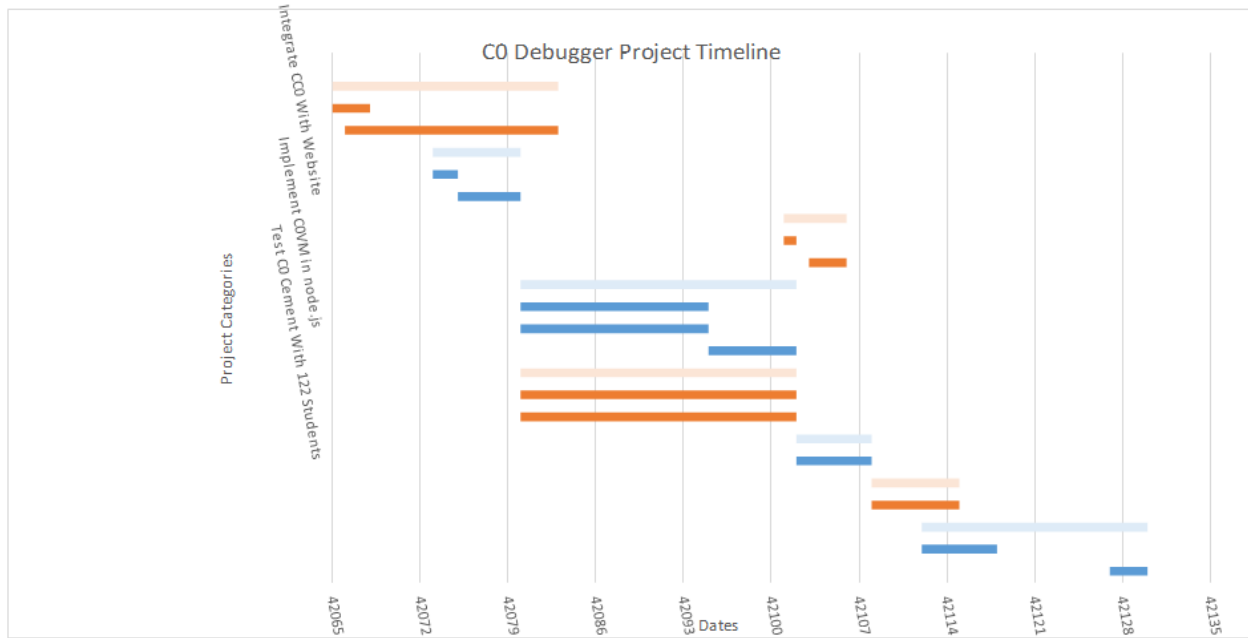 C0 Debugger Project Timeline
Integrate CC0 With Website
Implement C0VM in node.js
Test C0 Cement With 122 Students
Project Categories
42065
42072
42079
42086
42093
42100
42107
42114
42121
42128
42135
Dates